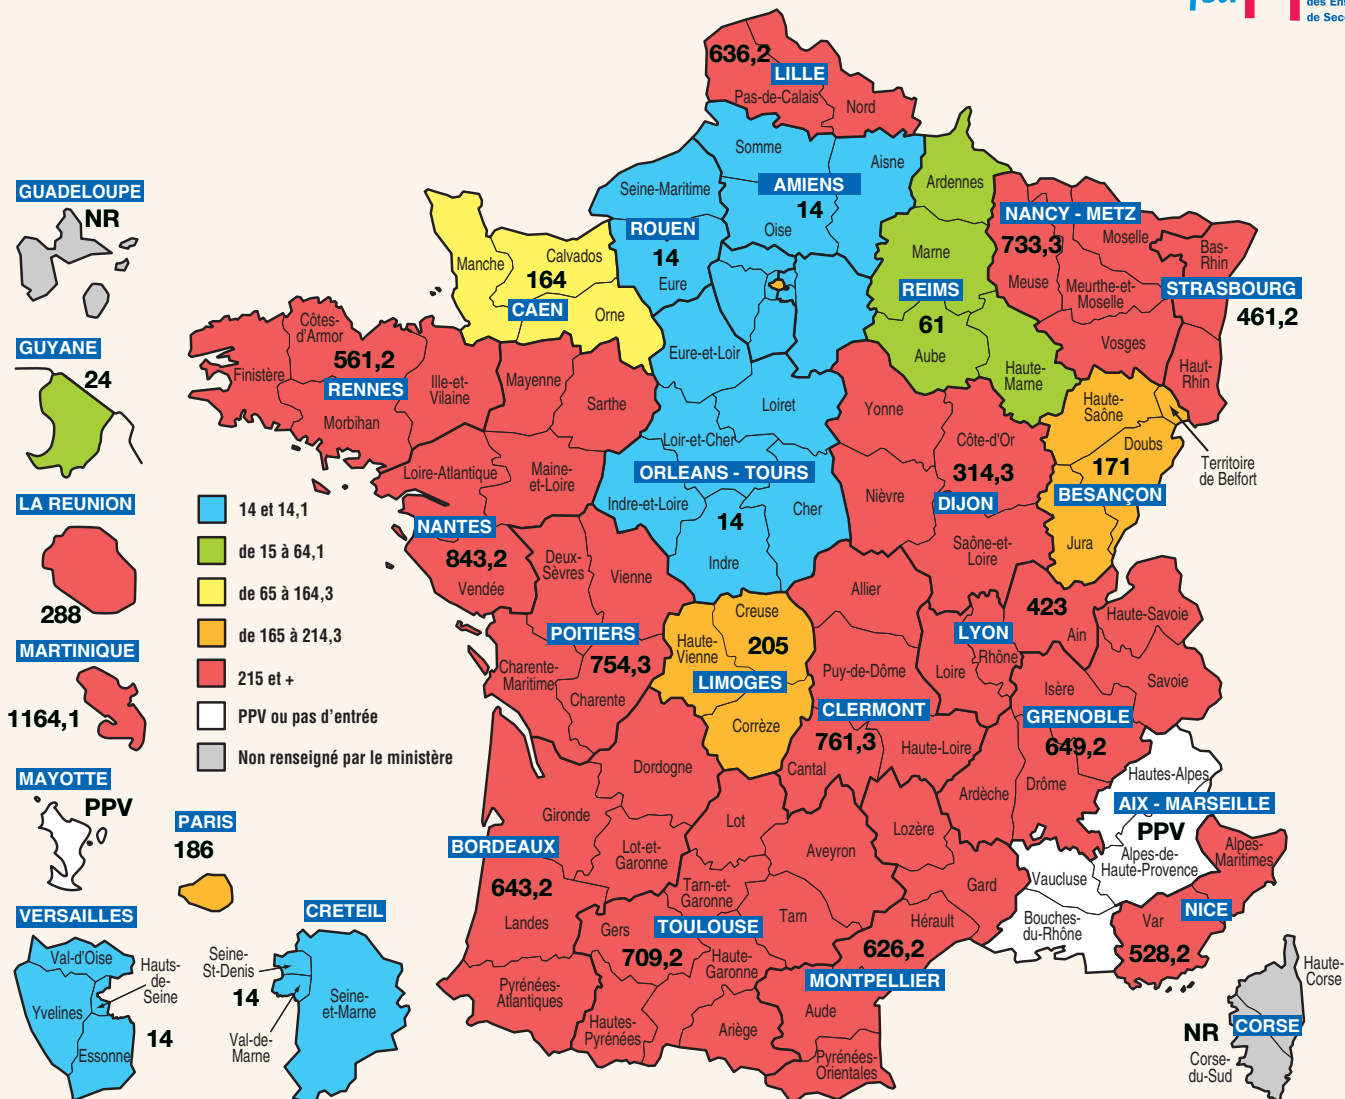 des Ens
de Seco
636,2
LILLE
Pas-de-Calais
Nord
Somme
Aisne
AMIENS
14
Oise
Seine-Maritime
ROUEN
14
Eure
Ardennes
Marne
REIMS
61
Aube
Haute-
Marne
NANCY - METZ
733,3
Moselle
Meuse
Meurthe-et-
Moselle
Vosges
Bas-
Rhin
STRASBOURG
461,2
Haut-
Rhin
GUADELOUPE
NR
Manche
Calvados
164
CAEN
Orne
GUYANE
24
Côtes-
d'Armor
561,2
Finistère
RENNES
Ille-et-
Vilaine
Morbihan
Mayenne
Sarthe
Eure-et-Loir
Loiret
Loir-et-Cher
ORLEANS - TOURS
Indre-et-Loire
14
Cher
Indre
Yonne
Côte-d'Or
314,3
Nièvre
DIJON
Saône-et-
Loire
Haute-
Saône
Doubs
171
BESANÇON
Jura
Territoire
de Belfort
LA REUNION
288
Loire-Atlantique
Maine-
et-Loire
NANTES
843,2
Vendée
14 et 14,1
de 15 à 64,1
de 65 à 164,3
de 165 à 214,3
215 et +
PPV ou pas d'entrée
Non renseigné par le ministère
Deux-
Sèvres
Vienne
POITIERS
754,3
Charente-
Maritime
Charente
Creuse
Haute-
Vienne
205
LIMOGES
Corrèze
Allier
Puy-de-Dôme
CLERMONT
761,3
Cantal
Haute-Loire
423
Ain
LYON
Rhône
Loire
Haute-Savoie
Savoie
Isère
GRENOBLE
649,2
Ardèche
Drôme
MARTINIQUE
1164,1
MAYOTTE
PPV
PARIS
186
Hautes-Alpes
AIX - MARSEILLE
PPV
Alpes-de-
Haute-Provence
Vaucluse
Bouches-
du-Rhône
Alpes-
Maritimes
NICE
Var
528,2
Dordogne
Gironde
BORDEAUX
643,2
Lot-et-
Garonne
Landes
Pyrénées-
Atlantiques
Lot
Aveyron
Tarn-et-
Garonne
Tarn
Gers
TOULOUSE
709,2
Haute-
Garonne
Hautes-
Pyrénées
Ariège
Lozère
Gard
Hérault
626,2
MONTPELLIER
Aude
Pyrénées-
Orientales
VERSAILLES
Val-d'Oise
Hauts-
de-
Seine
Yvelines
Essonne
14
CRETEIL
Seine-
St-Denis
14
Val-de-
Marne
Seine-
et-Marne
Haute-
Corse
NR
CORSE
Corse-
du-Sud